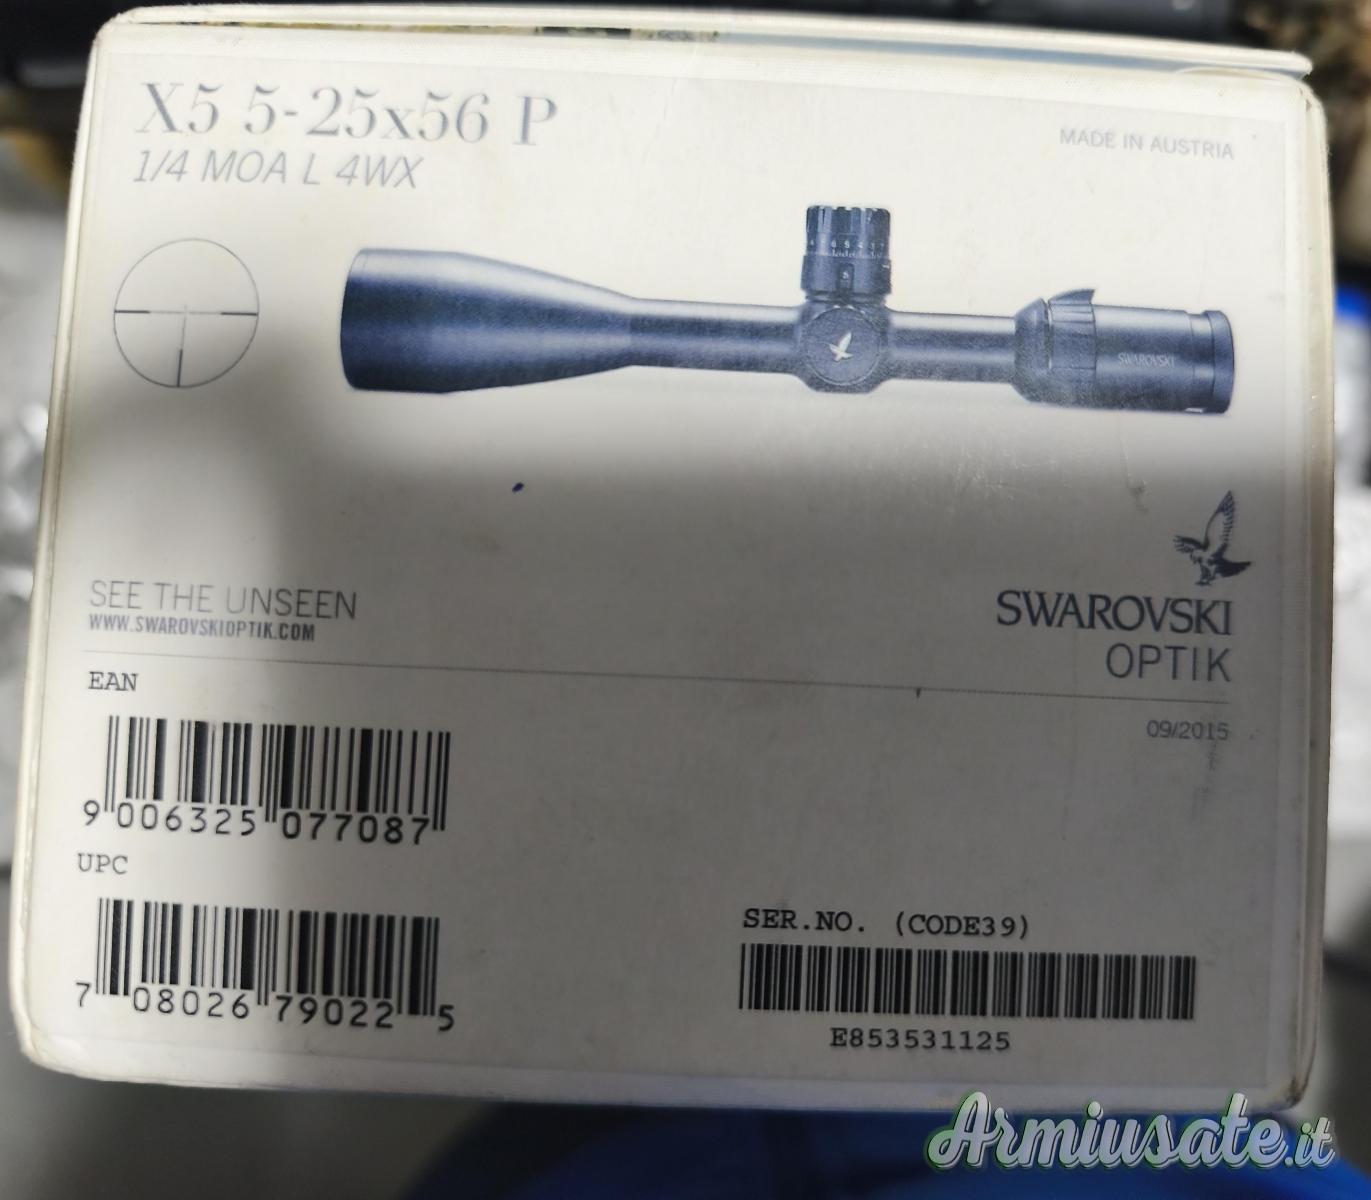 X5 5-25x56 P
1/4 MOA L 4WX
MADE IN AUSTRIA
SWAROVSKI
SEE THE UNSEEN
WWW.SWAROVSKIOPTIK.COM
SWAROVSKI
OPTIK
EAN
09/2015
9 006325 077087
UPC
7 08026 79022 5
SER.NO. (CODE39)
E853531125
Armiusate.it